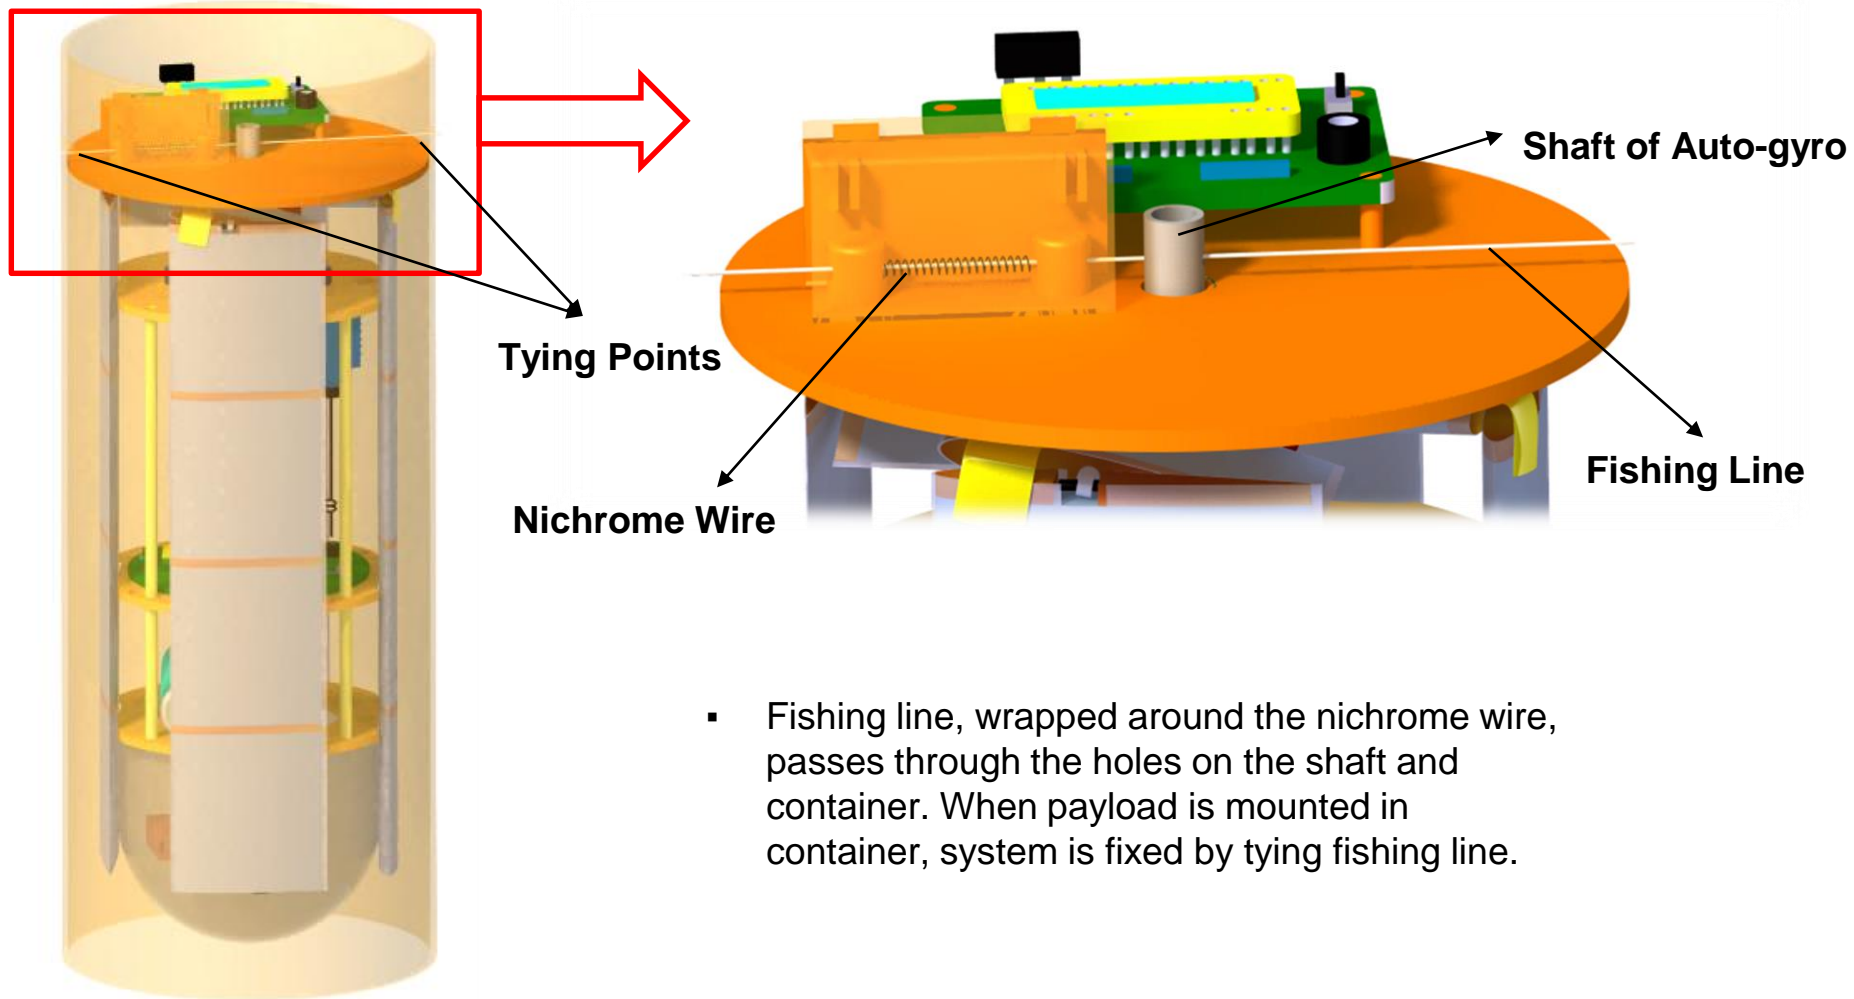 Shaft of Auto-gyro
Tying Points
Fishing Line
Nichrome Wire
▪ Fishing line, wrapped around the nichrome wire,
passes through the holes on the shaft and
container. When payload is mounted in
container, system is fixed by tying fishing line.